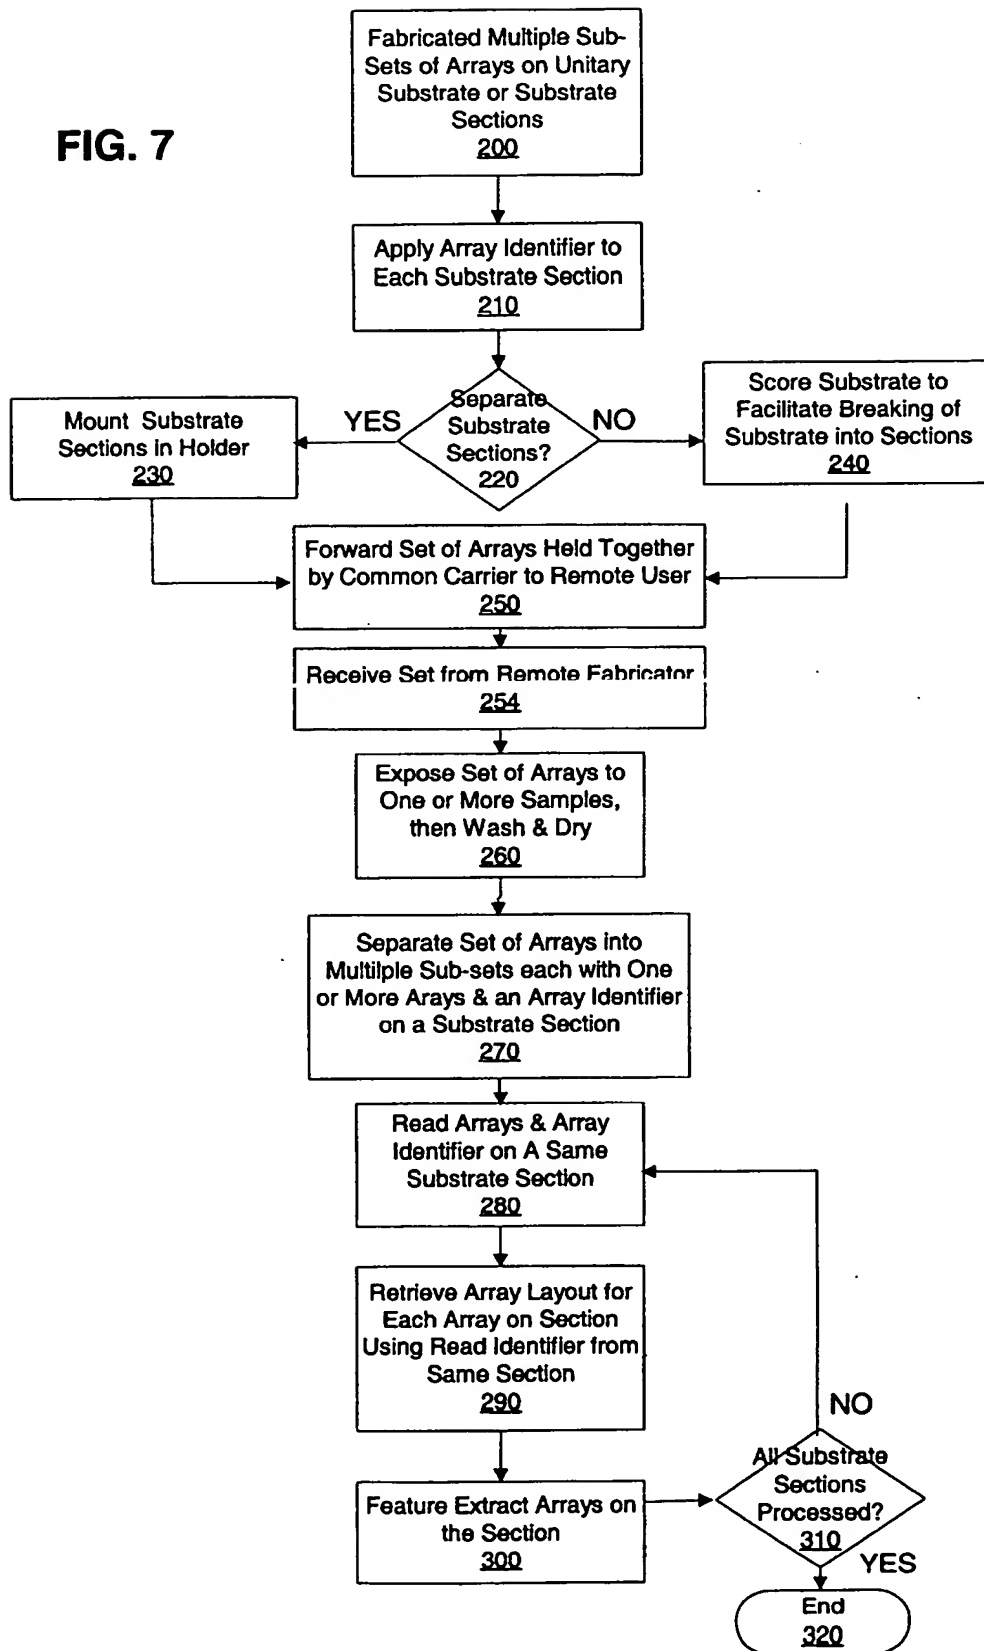 FIG. 7
Fabricated Multiple Sub-
Sets of Arrays on Unitary
Substrate or Substrate
Sections
200
Apply Array Identifier to
Each Substrate Section
210
Separate
Substrate
Sections?
220
YES
NO
Mount Substrate
Sections in Holder
230
Score Substrate to
Facilitate Breaking of
Substrate into Sections
240
Forward Set of Arrays Held Together
by Common Carrier to Remote User
250
Receive Set from Remote Fabricator
254
Expose Set of Arrays to
One or More Samples,
then Wash & Dry
260
Separate Set of Arrays into
Multilple Sub-sets each with One
or More Arays & an Array Identifier
on a Substrate Section
270
Read Arrays & Array
Identifier on A Same
Substrate Section
280
Retrieve Array Layout for
Each Array on Section
Using Read Identifier from
Same Section
290
Feature Extract Arrays on
the Section
300
NO
All Substrate
Sections
Processed?
310
YES
End
320